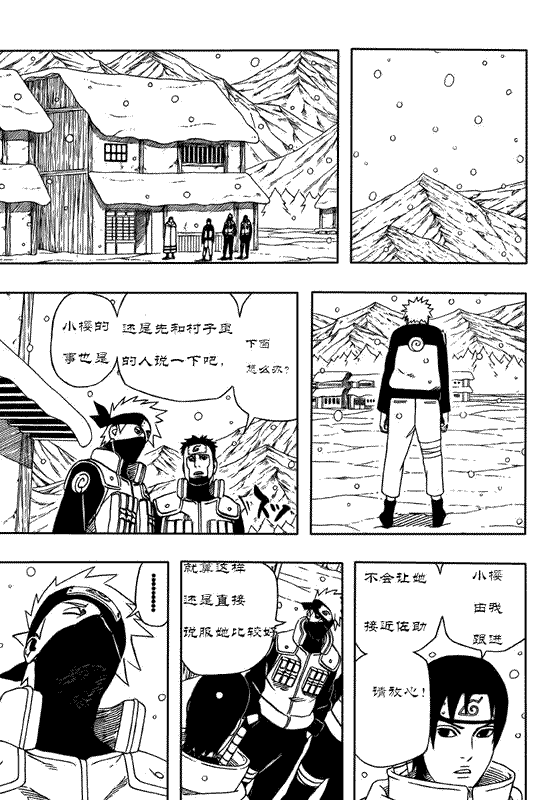 下面
怎么办?
还是先和村子里
的人说一下吧,
小樱的
事也是
小樱
由我
跟进
不会让她
接近佐助
请放心!
就算这样
还是直接
说服她比较好
………